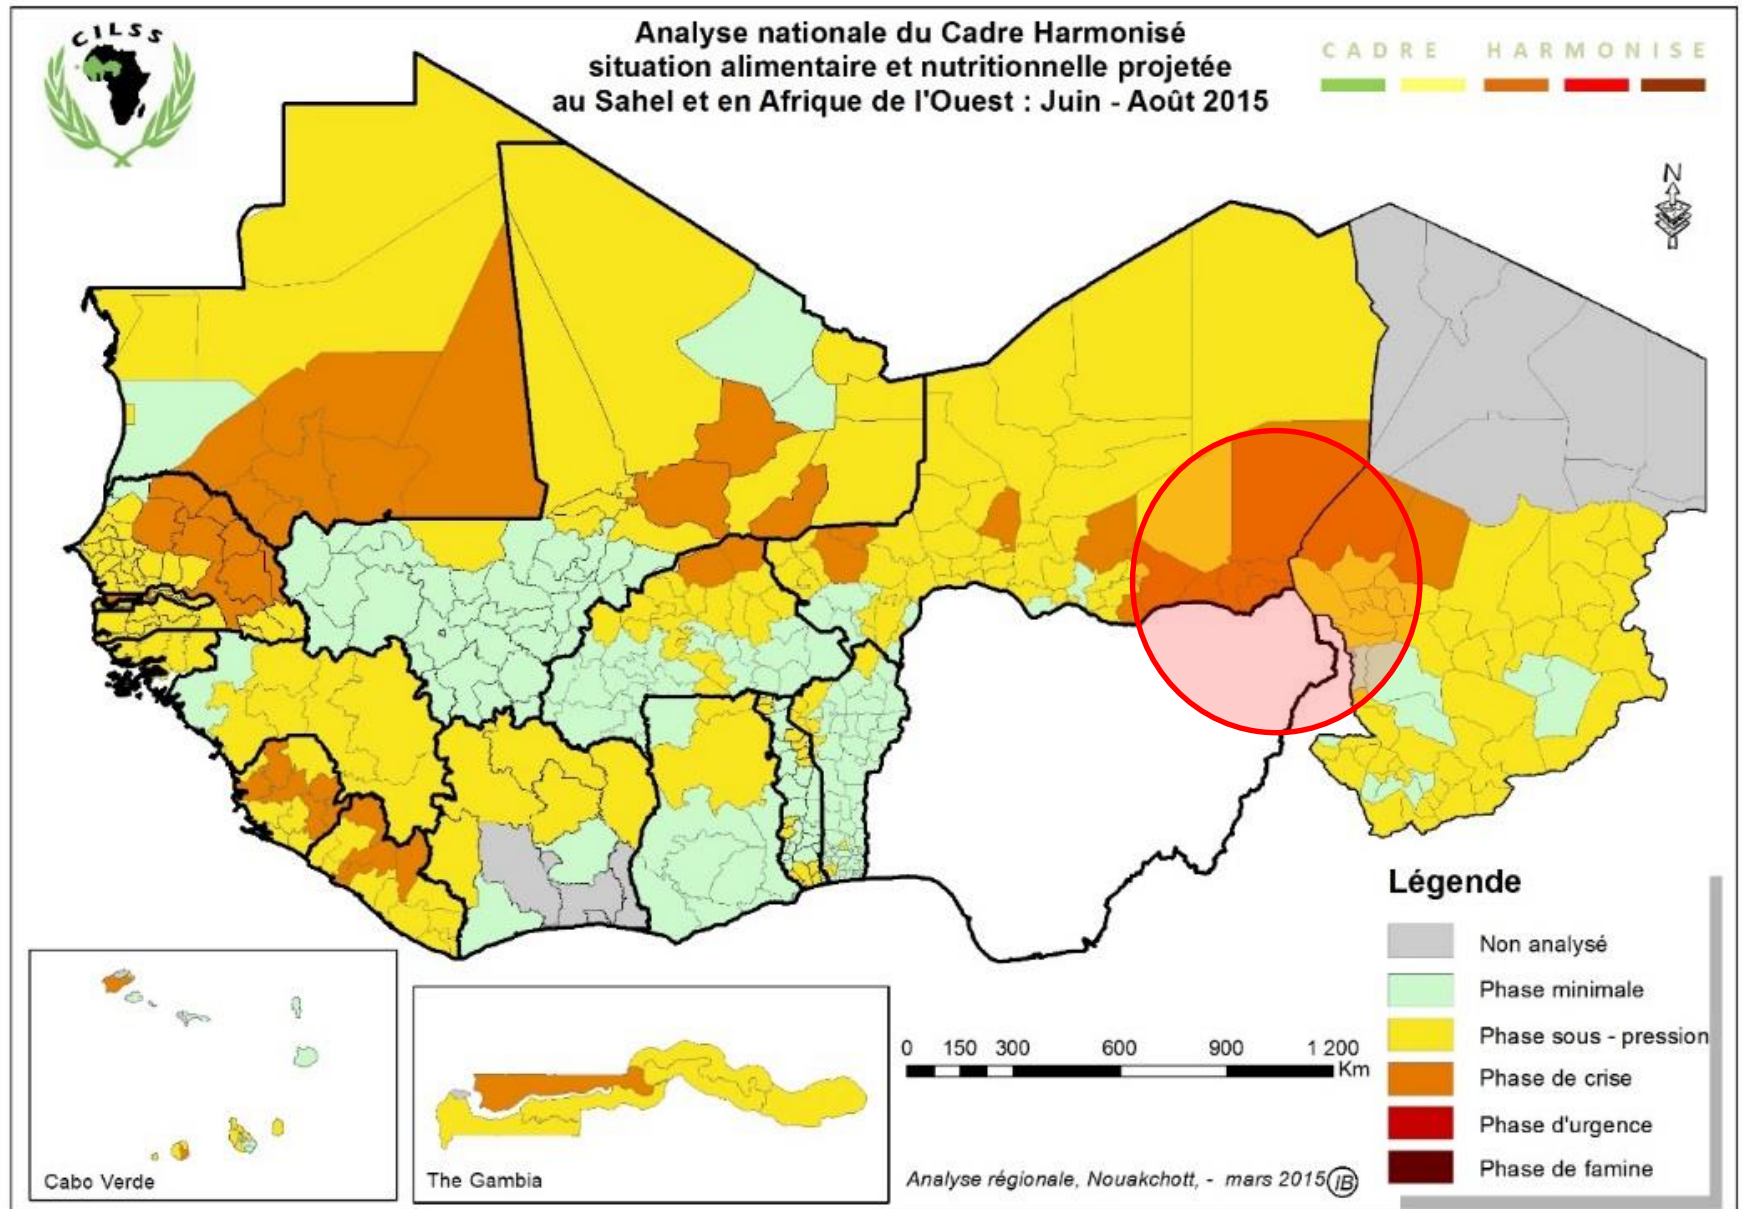 CILSS
Analyse nationale du Cadre Harmonisé
situation alimentaire et nutritionnelle projetée
au Sahel et en Afrique de l'Ouest : Juin - Août 2015
CADRE HARMONISE
N
Légende
Non analysé
Phase minimale
Phase sous - pression
Phase de crise
Phase d'urgence
Phase de famine
0 150 300 600 900 1 200
Km
Cabo Verde
The Gambia
Analyse régionale, Nouakchott, - mars 2015 IB